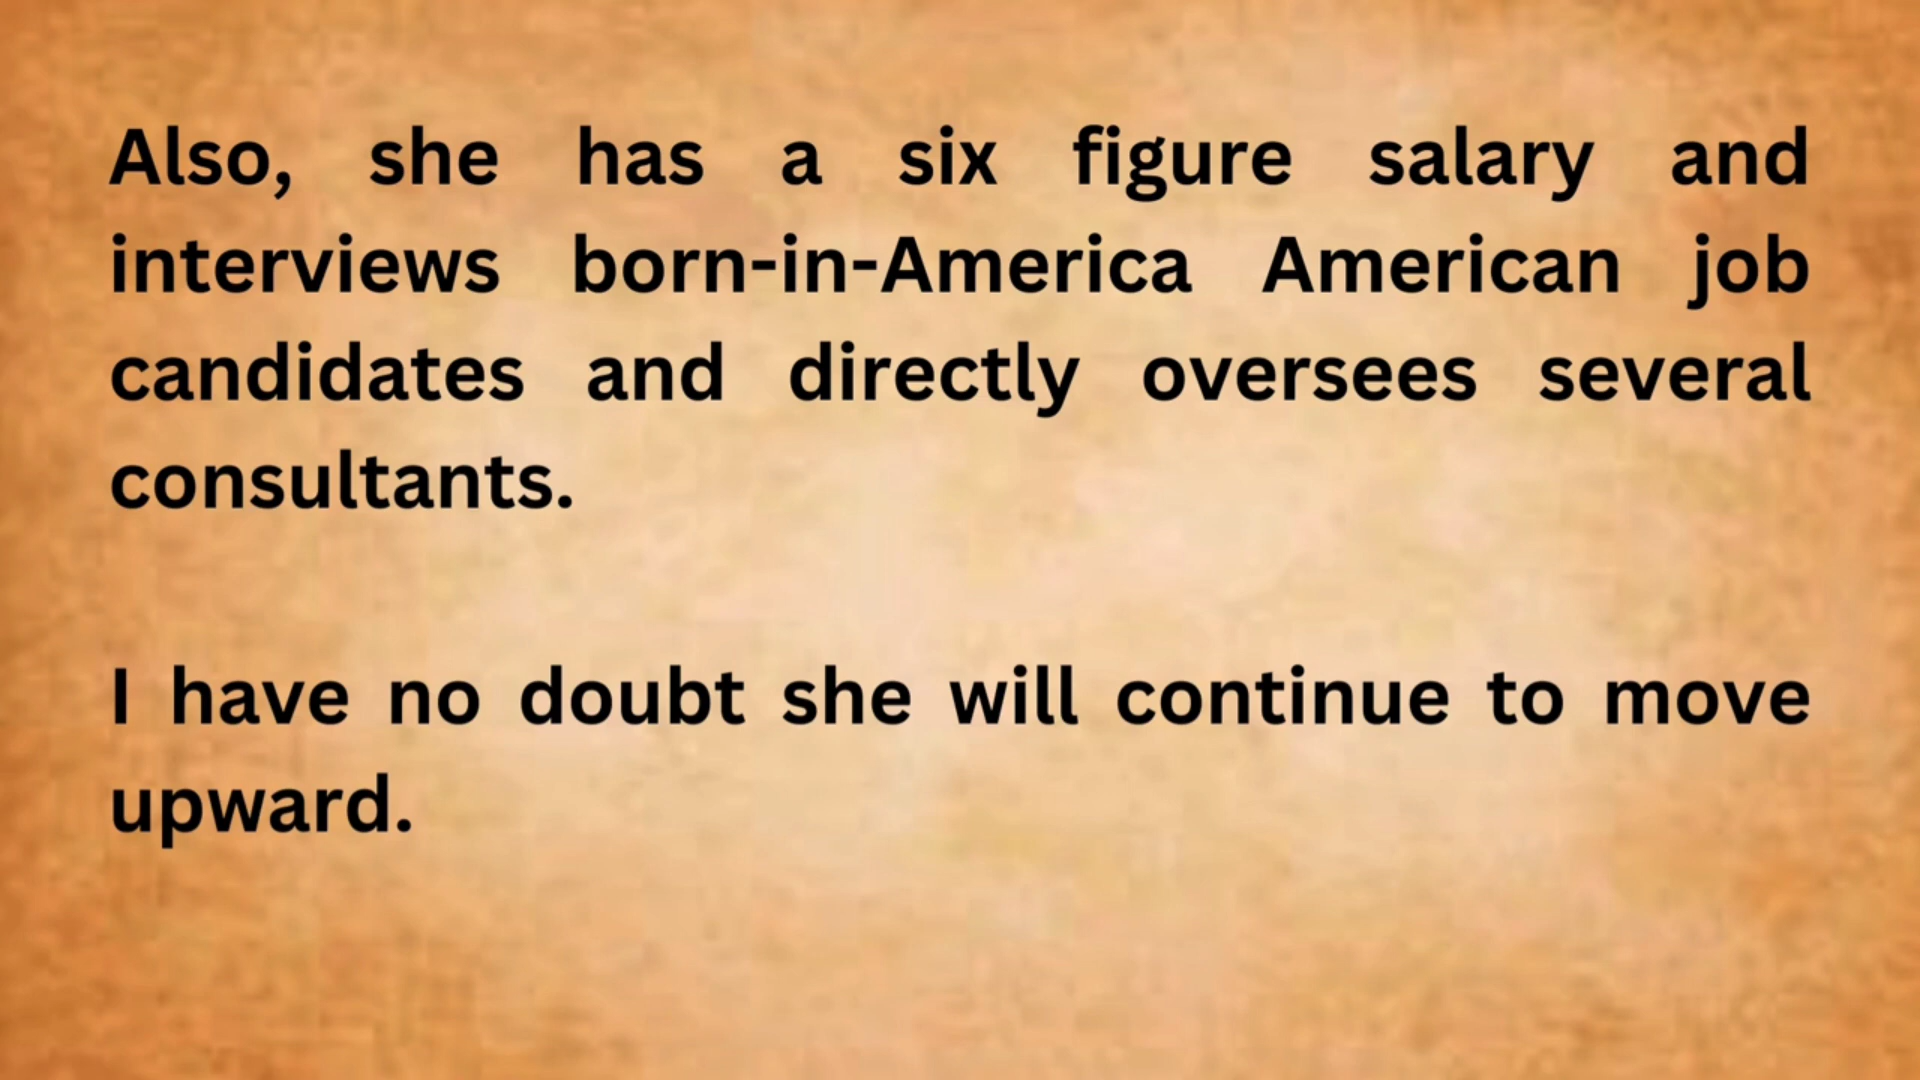 Also, she has a six figure salary and
interviews born-in-America American job
candidates and directly oversees several
consultants.
I have no doubt she will continue to move
upward.